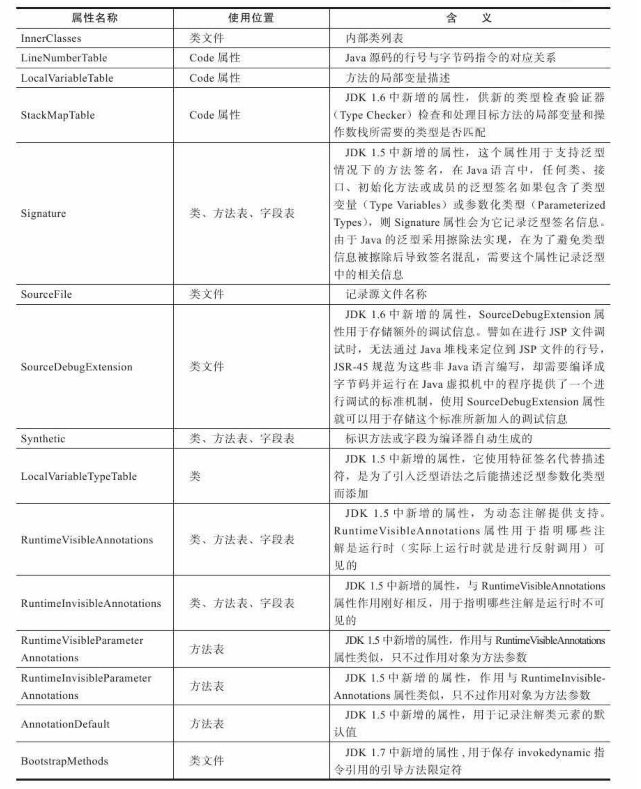 属性名称 使用位置 含 义
InnerClasses 类文件 内部类列表
LineNumberTable Code 属性 Java 源码的行号与字节码指令的对应关系
LocalVariableTable Code 属性 方法的局部变量描述
StackMapTable Code 属性 JDK 1.6 中新增的属性，供新的类型检查验证器
（Type Checker）检查和处理目标方法的局部变量和操
作数栈所需要的类型是否匹配
Signature 类、方法表、字段表 JDK 1.5 中新增的属性，这个属性用于支持泛型
情况下的方法签名，在 Java 语言中，任何类、接
口、初始化方法或成员的泛型签名如果包含了类型
变量（Type Variables）或参数化类型（Parameterized
Types），则 Signature 属性会为它记录泛型签名信息。
由于 Java 的泛型采用擦除法实现，在为了避免类型
信息被擦除后导致签名混乱，需要这个属性记录泛型
中的相关信息
SourceFile 类文件 记录源文件名称
SourceDebugExtension 类文件 JDK 1.6 中新增的属性，SourceDebugExtension 属
性用于存储额外的调试信息。譬如在进行 JSP 文件调
试时，无法通过 Java 堆栈来定位到 JSP 文件的行号，
JSR-45 规范为这些非 Java 语言编写，却需要编译成
字节码并运行在 Java 虚拟机中的程序提供了一个进
行调试的标准机制，使用 SourceDebugExtension 属性
就可以用于存储这个标准所新加入的调试信息
Synthetic 类、方法表、字段表 标识方法或字段为编译器自动生成的
LocalVariableTypeTable 类 JDK 1.5 中新增的属性，它使用特征签名代替描述
符，是为了引入泛型语法之后能描述泛型参数化类型
而添加
RuntimeVisibleAnnotations 类、方法表、字段表 JDK 1.5 中新增的属性，为动态注解提供支持。
RuntimeVisibleAnnotations 属性用于指明哪些注
解是运行时（实际上运行时就是进行反射调用）可
见的
RuntimeInvisibleAnnotations 类、方法表、字段表 JDK 1.5 中新增的属性，与 RuntimeVisibleAnnotations
属性作用刚好相反，用于指明哪些注解是运行时不可
见的
RuntimeVisibleParameter
Annotations 方法表 JDK 1.5 中新增的属性，作用与 RuntimeVisibleAnnotations
属性类似，只不过作用对象为方法参数
RuntimeInvisibleParameter
Annotations 方法表 JDK 1.5 中新增的属性，作用与 RuntimeInvisible-
Annotations 属性类似，只不过作用对象为方法参数
AnnotationDefault 方法表 JDK 1.5 中新增的属性，用于记录注解类元素的默
认值
BootstrapMethods 类文件 JDK 1.7 中新增的属性，用于保存 invokedynamic 指
令引用的引导方法限定符